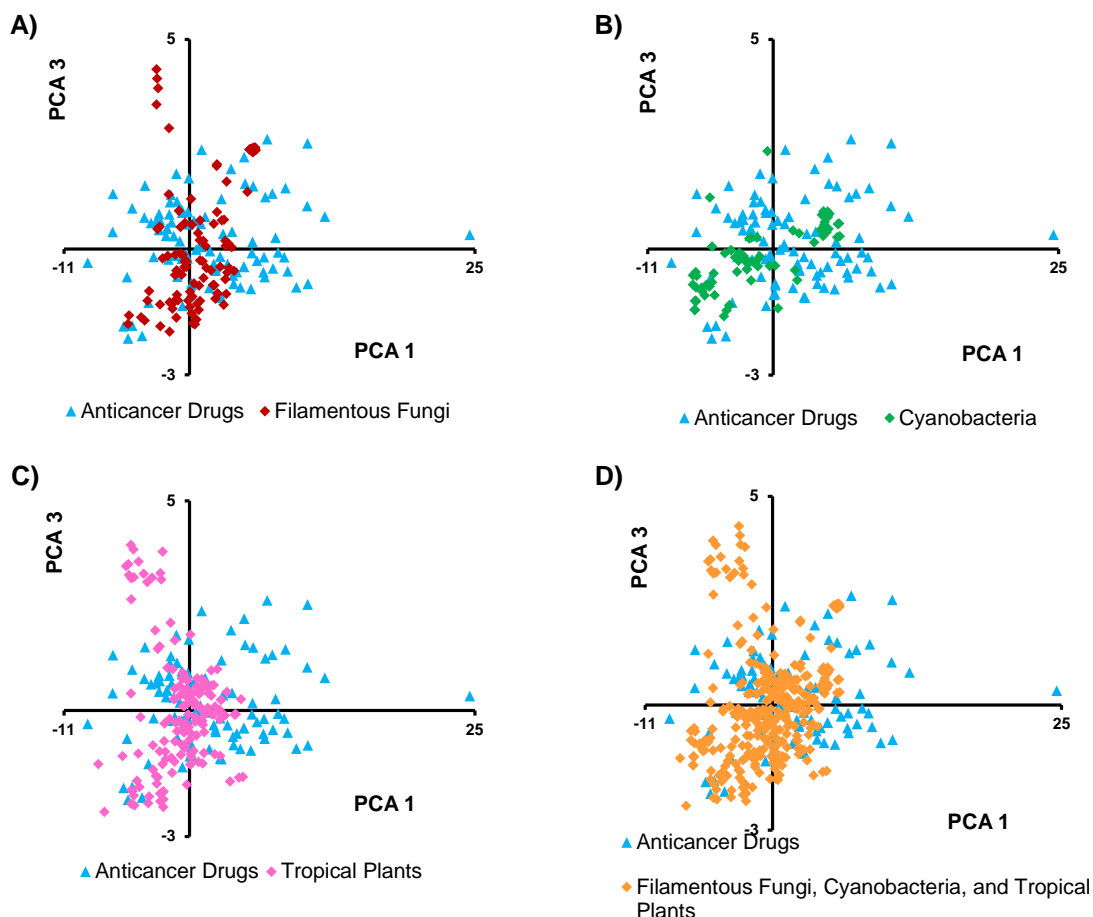 A)
5
PCA 3
-11
25
PCA 1
-3
Anticancer Drugs Filamentous Fungi
B)
5
PCA 3
-11
25
PCA 1
-3
Anticancer Drugs Cyanobacteria
C)
5
PCA 3
-11
25
PCA 1
-3
Anticancer Drugs Tropical Plants
D)
5
PCA 3
-11
25
PCA 1
-3
Anticancer Drugs
Filamentous Fungi, Cyanobacteria, and Tropical
Plants